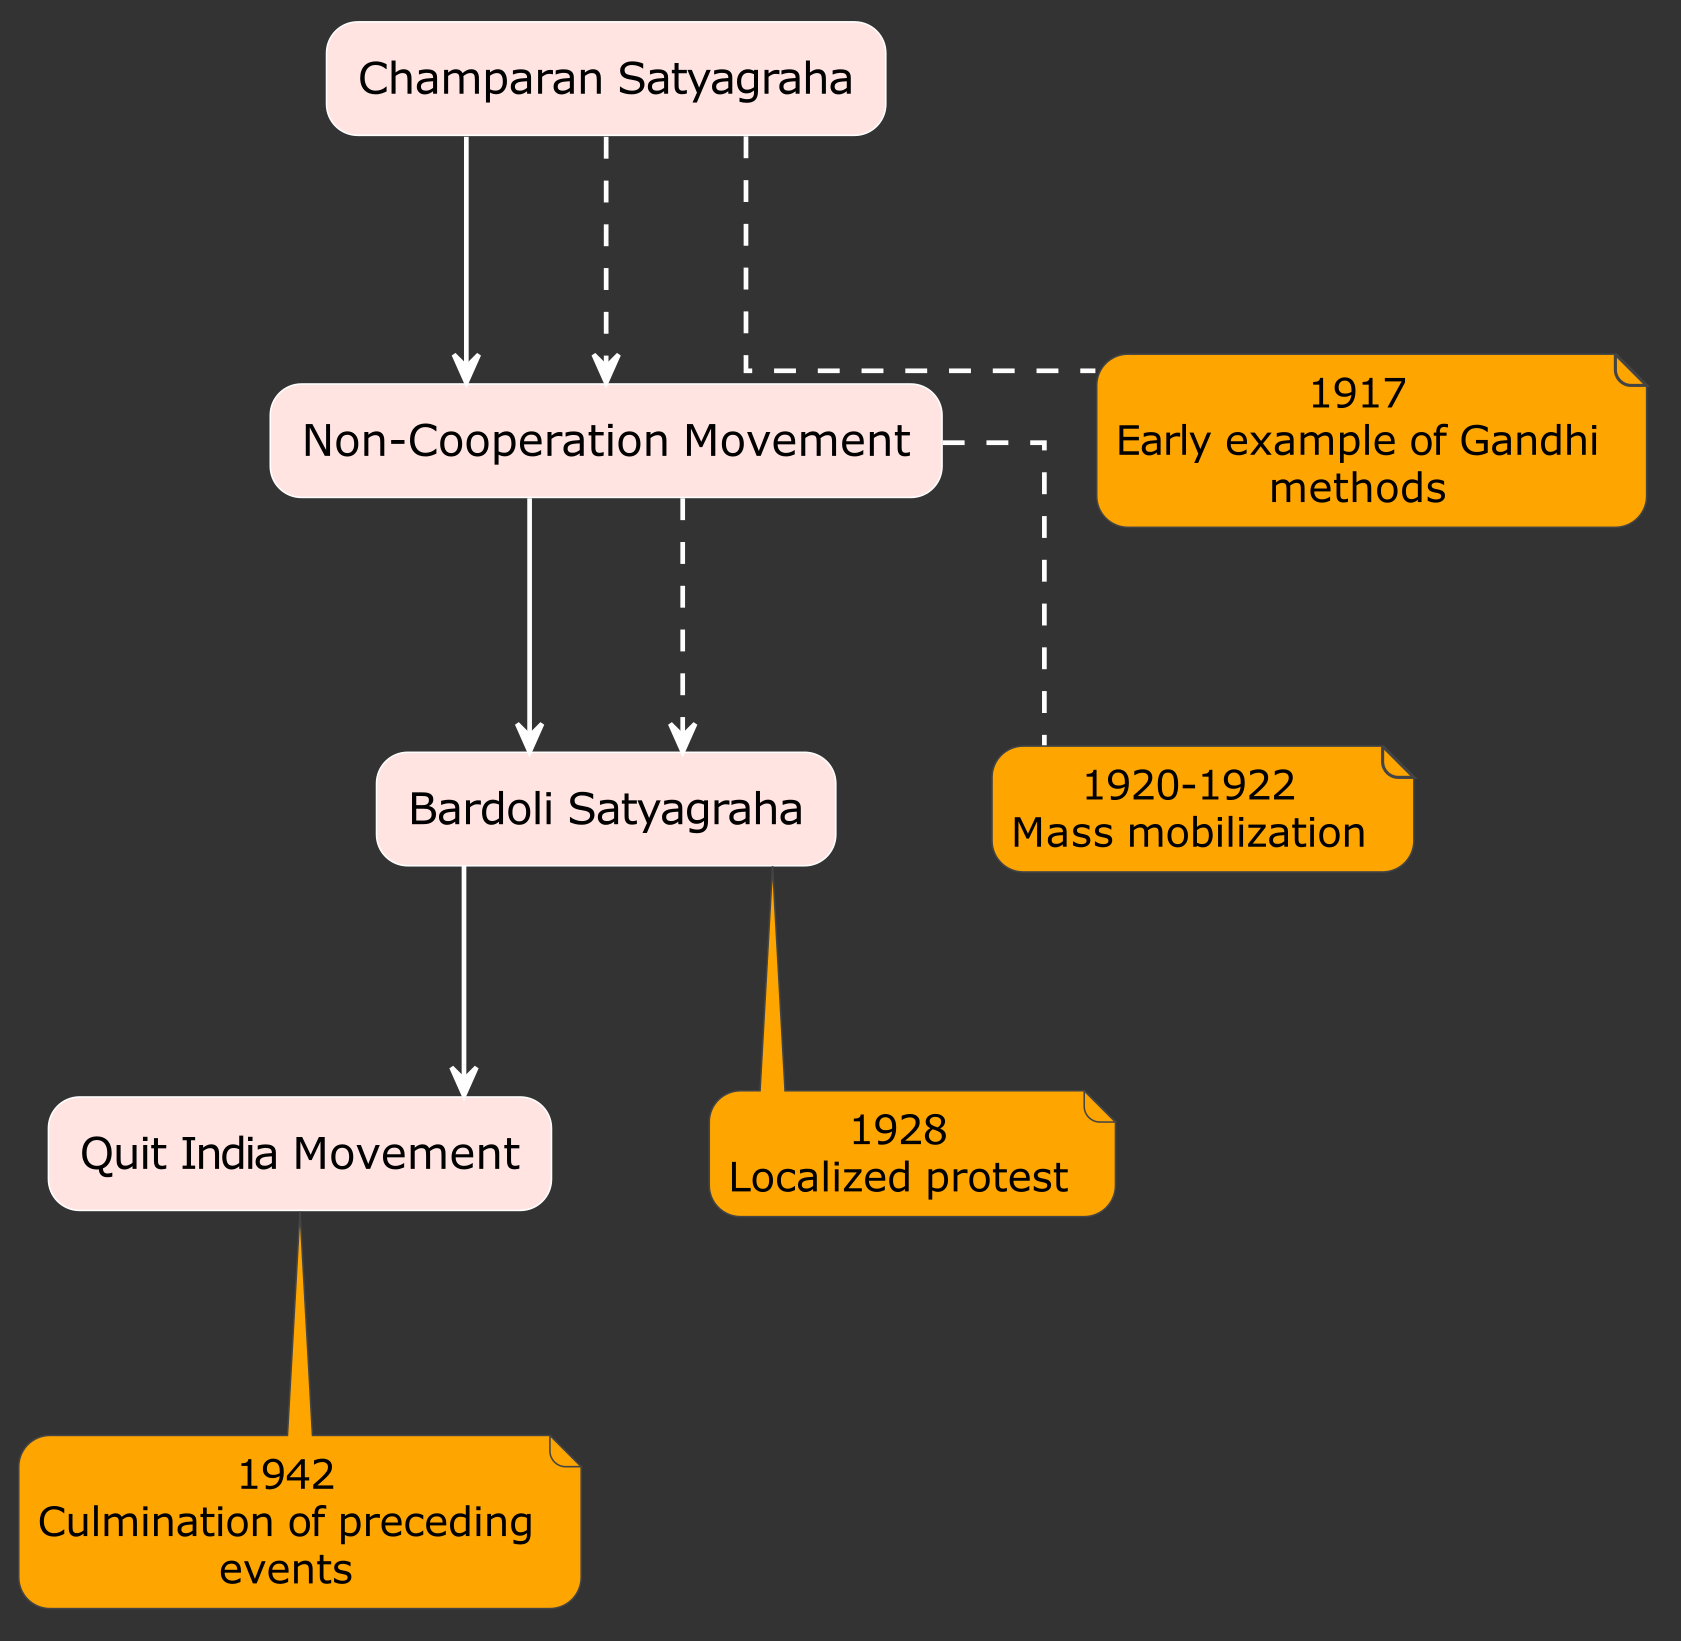 Champaran Satyagraha
1917
Early example of Gandhi
methods
Non-Cooperation Movement
1920-1922
Mass mobilization
Bardoli Satyagraha
1928
Localized protest
Quit India Movement
1942
Culmination of preceding
events